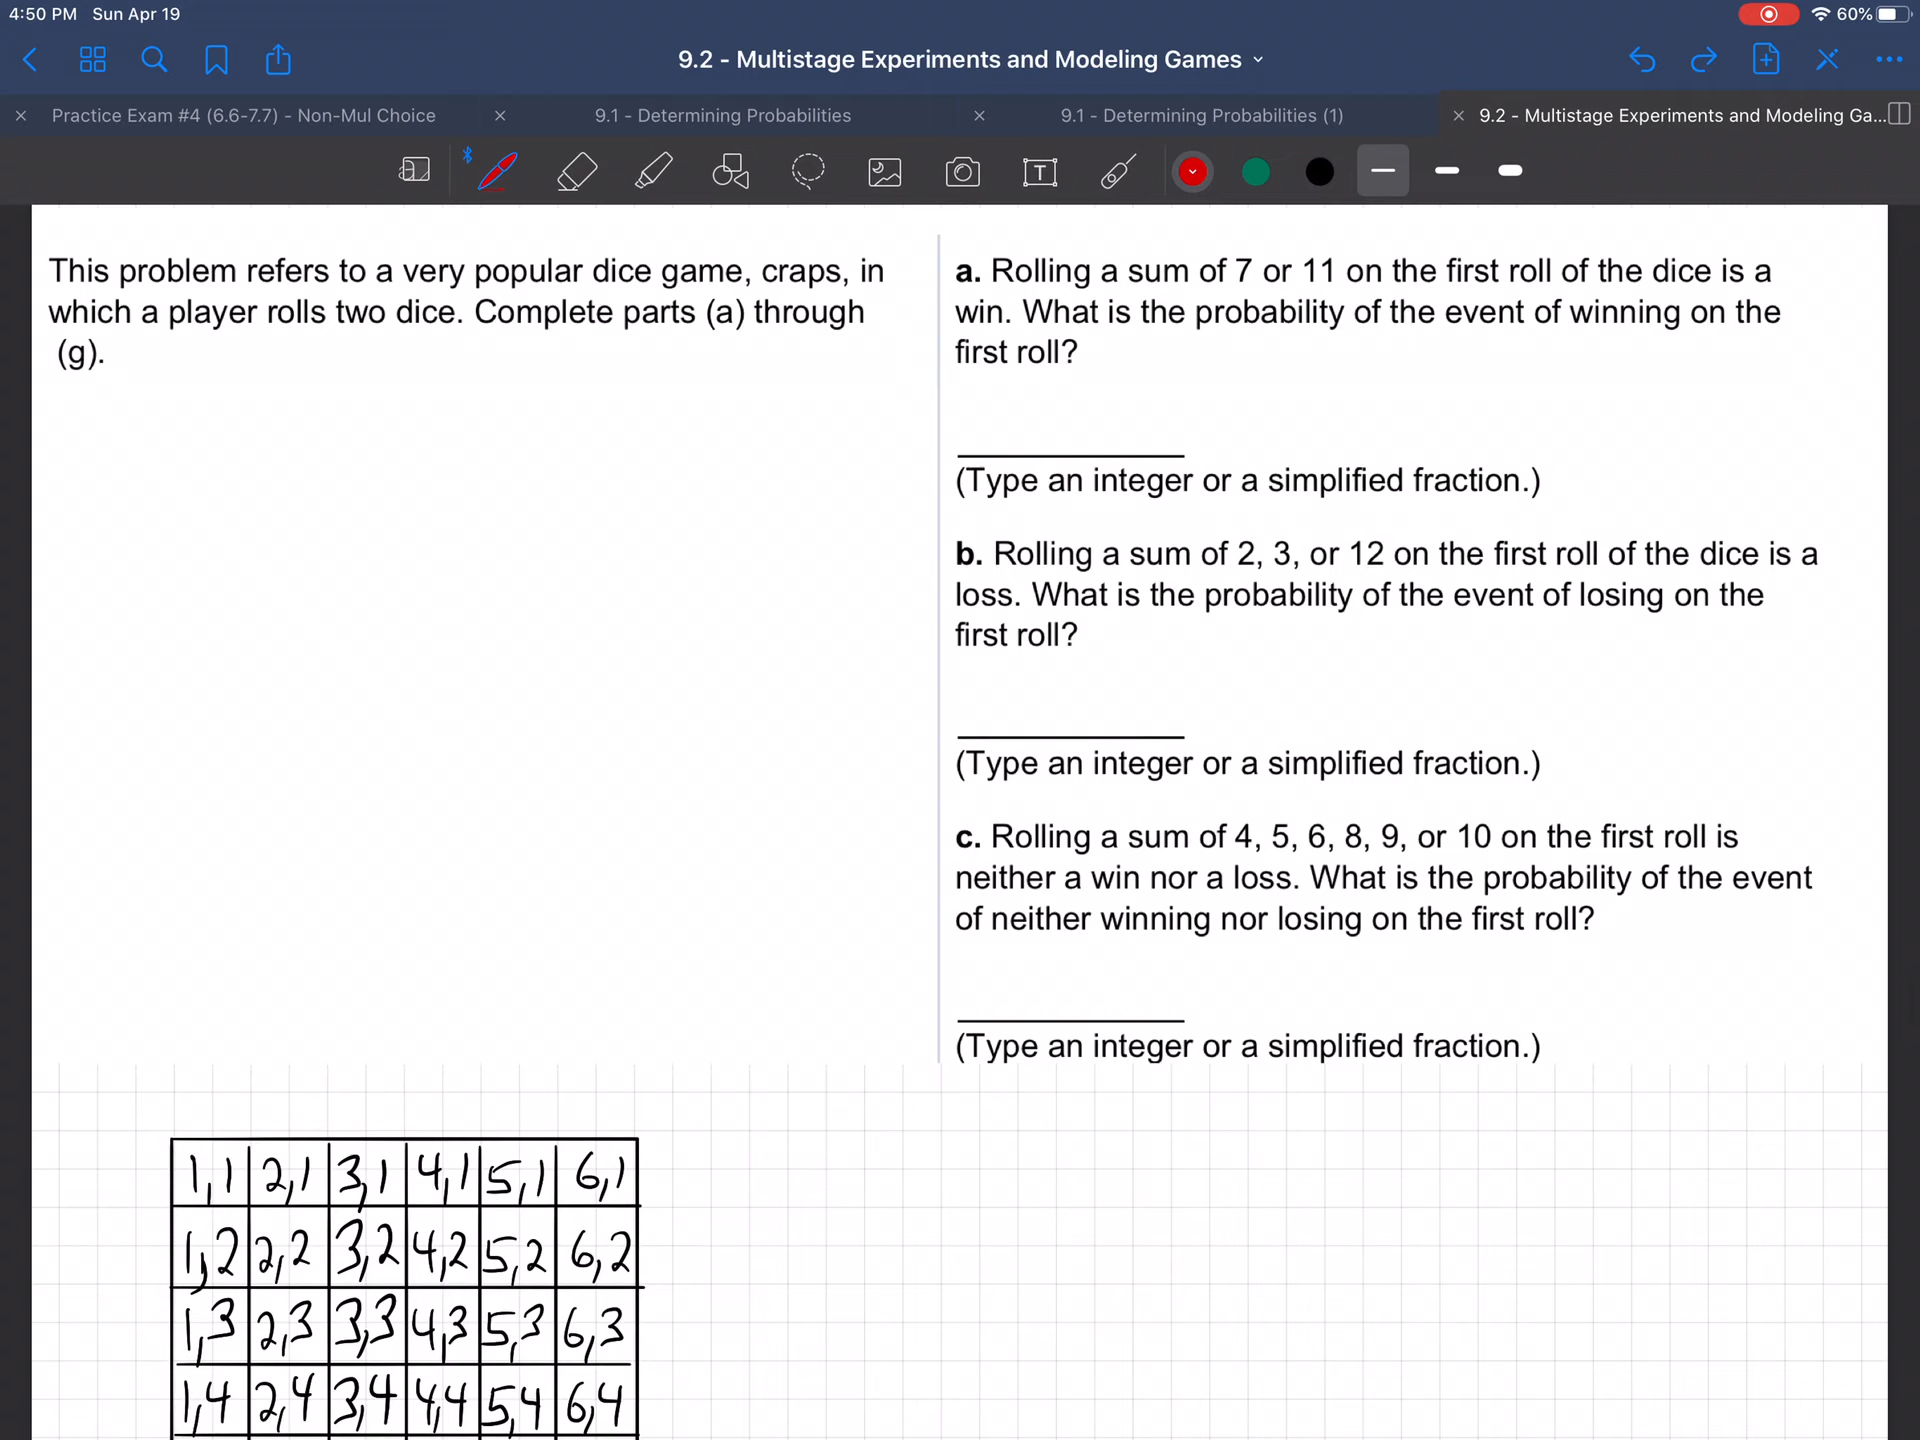 4:50 PM Sun Apr 19
60%
9.2 - Multistage Experiments and Modeling Games
Practice Exam #4 (6.6-7.7) - Non-Mul Choice
9.1 - Determining Probabilities
9.1 - Determining Probabilities (1)
9.2 - Multistage Experiments and Modeling Ga...
T
This problem refers to a very popular dice game, craps, in
which a player rolls two dice. Complete parts (a) through
(g).
a. Rolling a sum of 7 or 11 on the first roll of the dice is a
win. What is the probability of the event of winning on the
first roll?
(Type an integer or a simplified fraction.)
b. Rolling a sum of 2, 3, or 12 on the first roll of the dice is a
loss. What is the probability of the event of losing on the
first roll?
(Type an integer or a simplified fraction.)
c. Rolling a sum of 4, 5, 6, 8, 9, or 10 on the first roll is
neither a win nor a loss. What is the probability of the event
of neither winning nor losing on the first roll?
(Type an integer or a simplified fraction.)
1,1 2,1 3,1 4,1 5,1 6,1
1,2 2,2 3,2 4,2 5,2 6,2
1,3 2,3 3,3 4,3 5,3 6,3
1,4 2,4 3,4 4,4 5,4 6,4